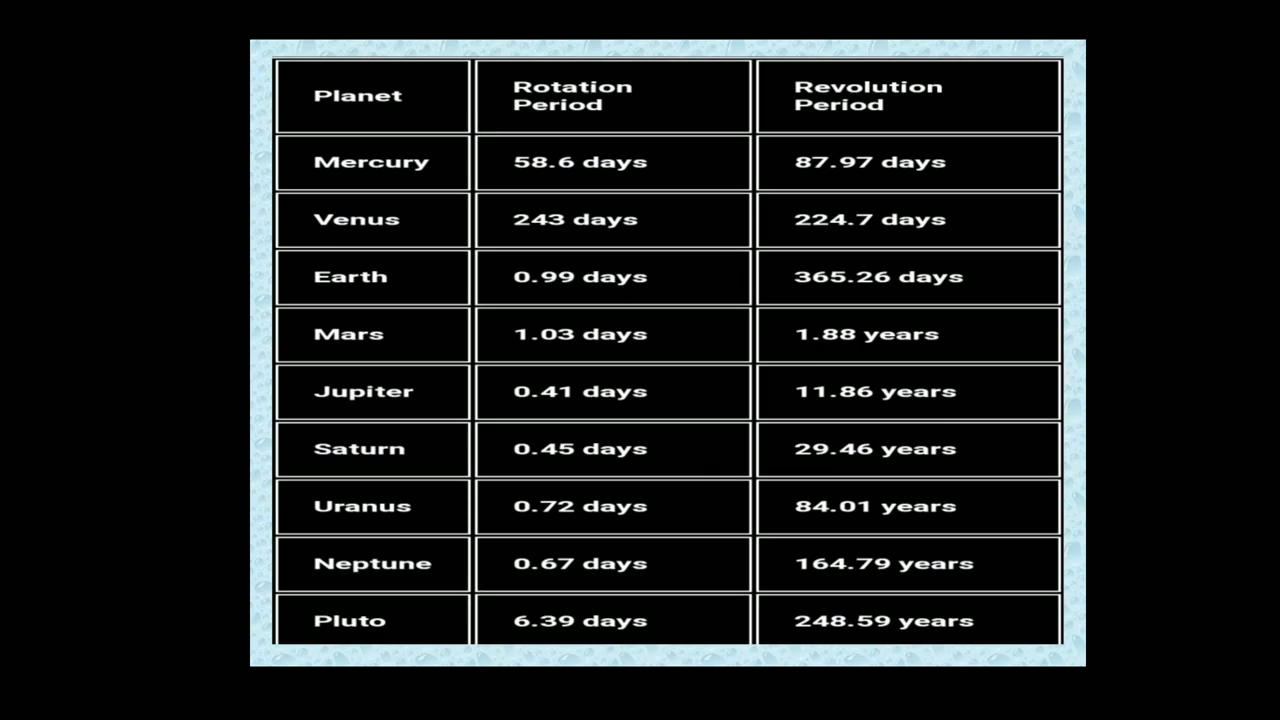 Planet Rotation Period Revolution Period
Mercury 58.6 days 87.97 days
Venus 243 days 224.7 days
Earth 0.99 days 365.26 days
Mars 1.03 days 1.88 years
Jupiter 0.41 days 11.86 years
Saturn 0.45 days 29.46 years
Uranus 0.72 days 84.01 years
Neptune 0.67 days 164.79 years
Pluto 6.39 days 248.59 years